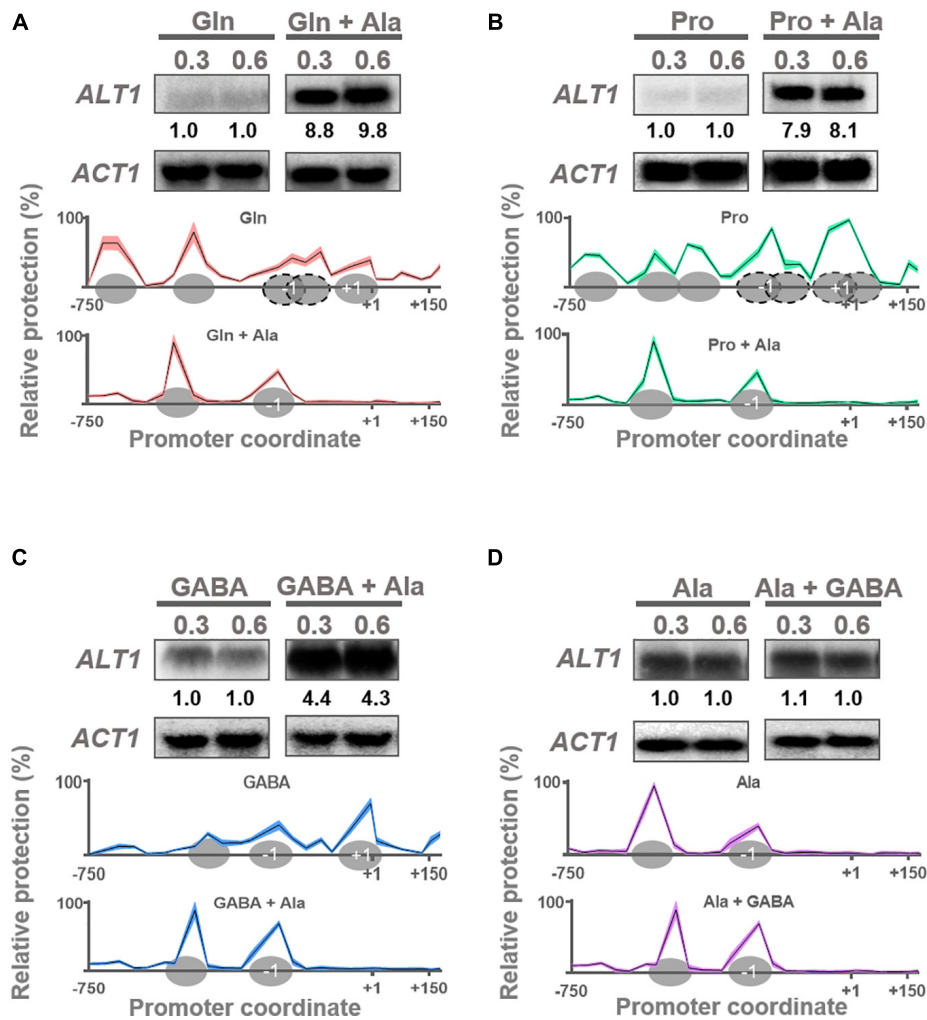 A
Gln Gln + Ala
0.3 0.6 0.3 0.6
ALT1
1.0 1.0 8.8 9.8
ACT1
Relative protection (%)
100
Gln
-1 +1
-750 +1 +150
100
Gln + Ala
-1
-750 +1 +150
Promoter coordinate
B
Pro Pro + Ala
0.3 0.6 0.3 0.6
ALT1
1.0 1.0 7.9 8.1
ACT1
Relative protection (%)
100
Pro
-1 +1
-750 +1 +150
100
Pro + Ala
-1
-750 +1 +150
Promoter coordinate
C
GABA GABA + Ala
0.3 0.6 0.3 0.6
ALT1
1.0 1.0 4.4 4.3
ACT1
Relative protection (%)
100
GABA
-1 +1
-750 +1 +150
100
GABA + Ala
-1
-750 +1 +150
Promoter coordinate
D
Ala Ala + GABA
0.3 0.6 0.3 0.6
ALT1
1.0 1.0 1.1 1.0
ACT1
Relative protection (%)
100
Ala
-1
-750 +1 +150
100
Ala + GABA
-1
-750 +1 +150
Promoter coordinate